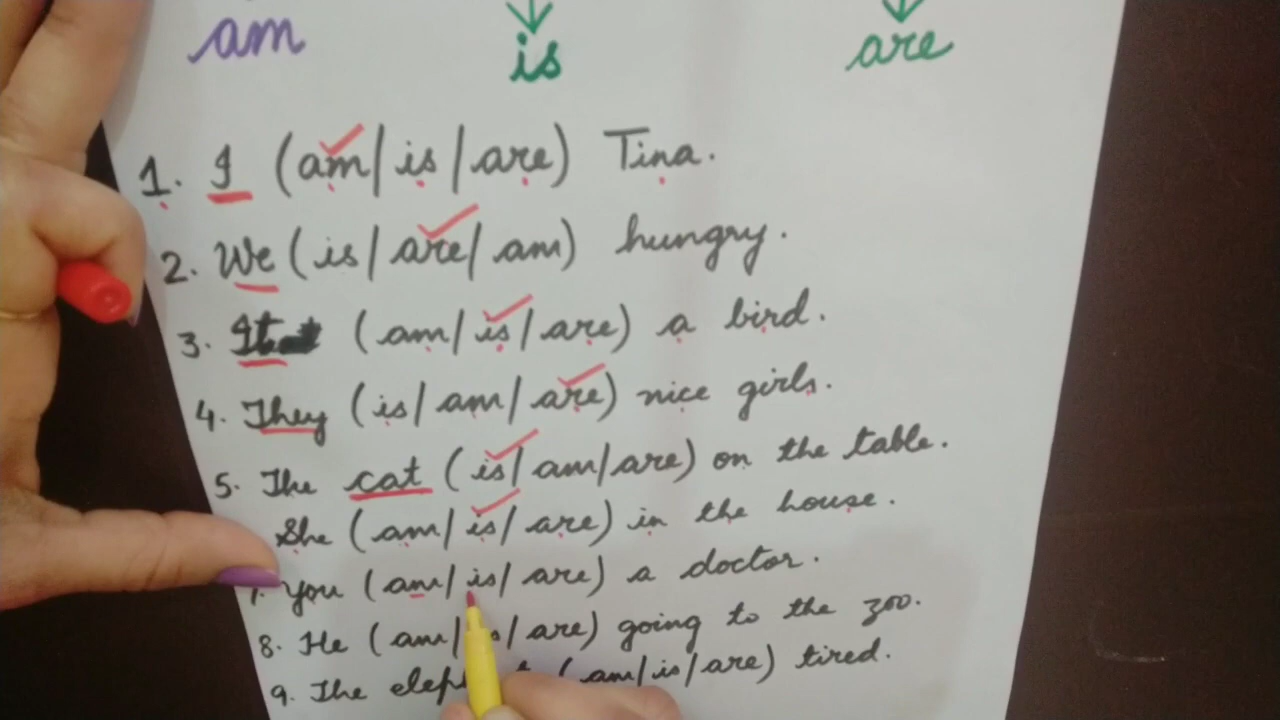 am is are
1. I (am/is/are) Tina.
2. We (is/are/am) hungry.
3. It (am/is/are) a bird.
4. They (is/am/are) nice girls.
5. The cat (is/am/are) on the table.
She (am/is/are) in the house.
7. You (am/is/are) a doctor.
8. He (am/is/are) going to the zoo.
9. The (am/is/are) tired.